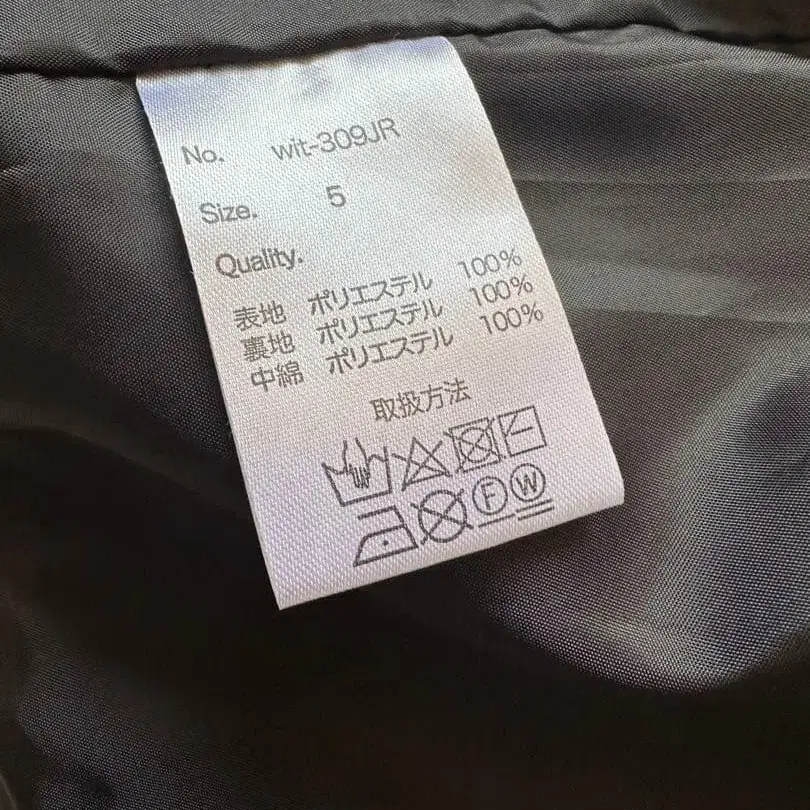 No. wit-309JR
Size. 5
Quality.
表地 ポリエステル 100%
裏地 ポリエステル 100%
中綿 ポリエステル 100%
取扱方法
F W